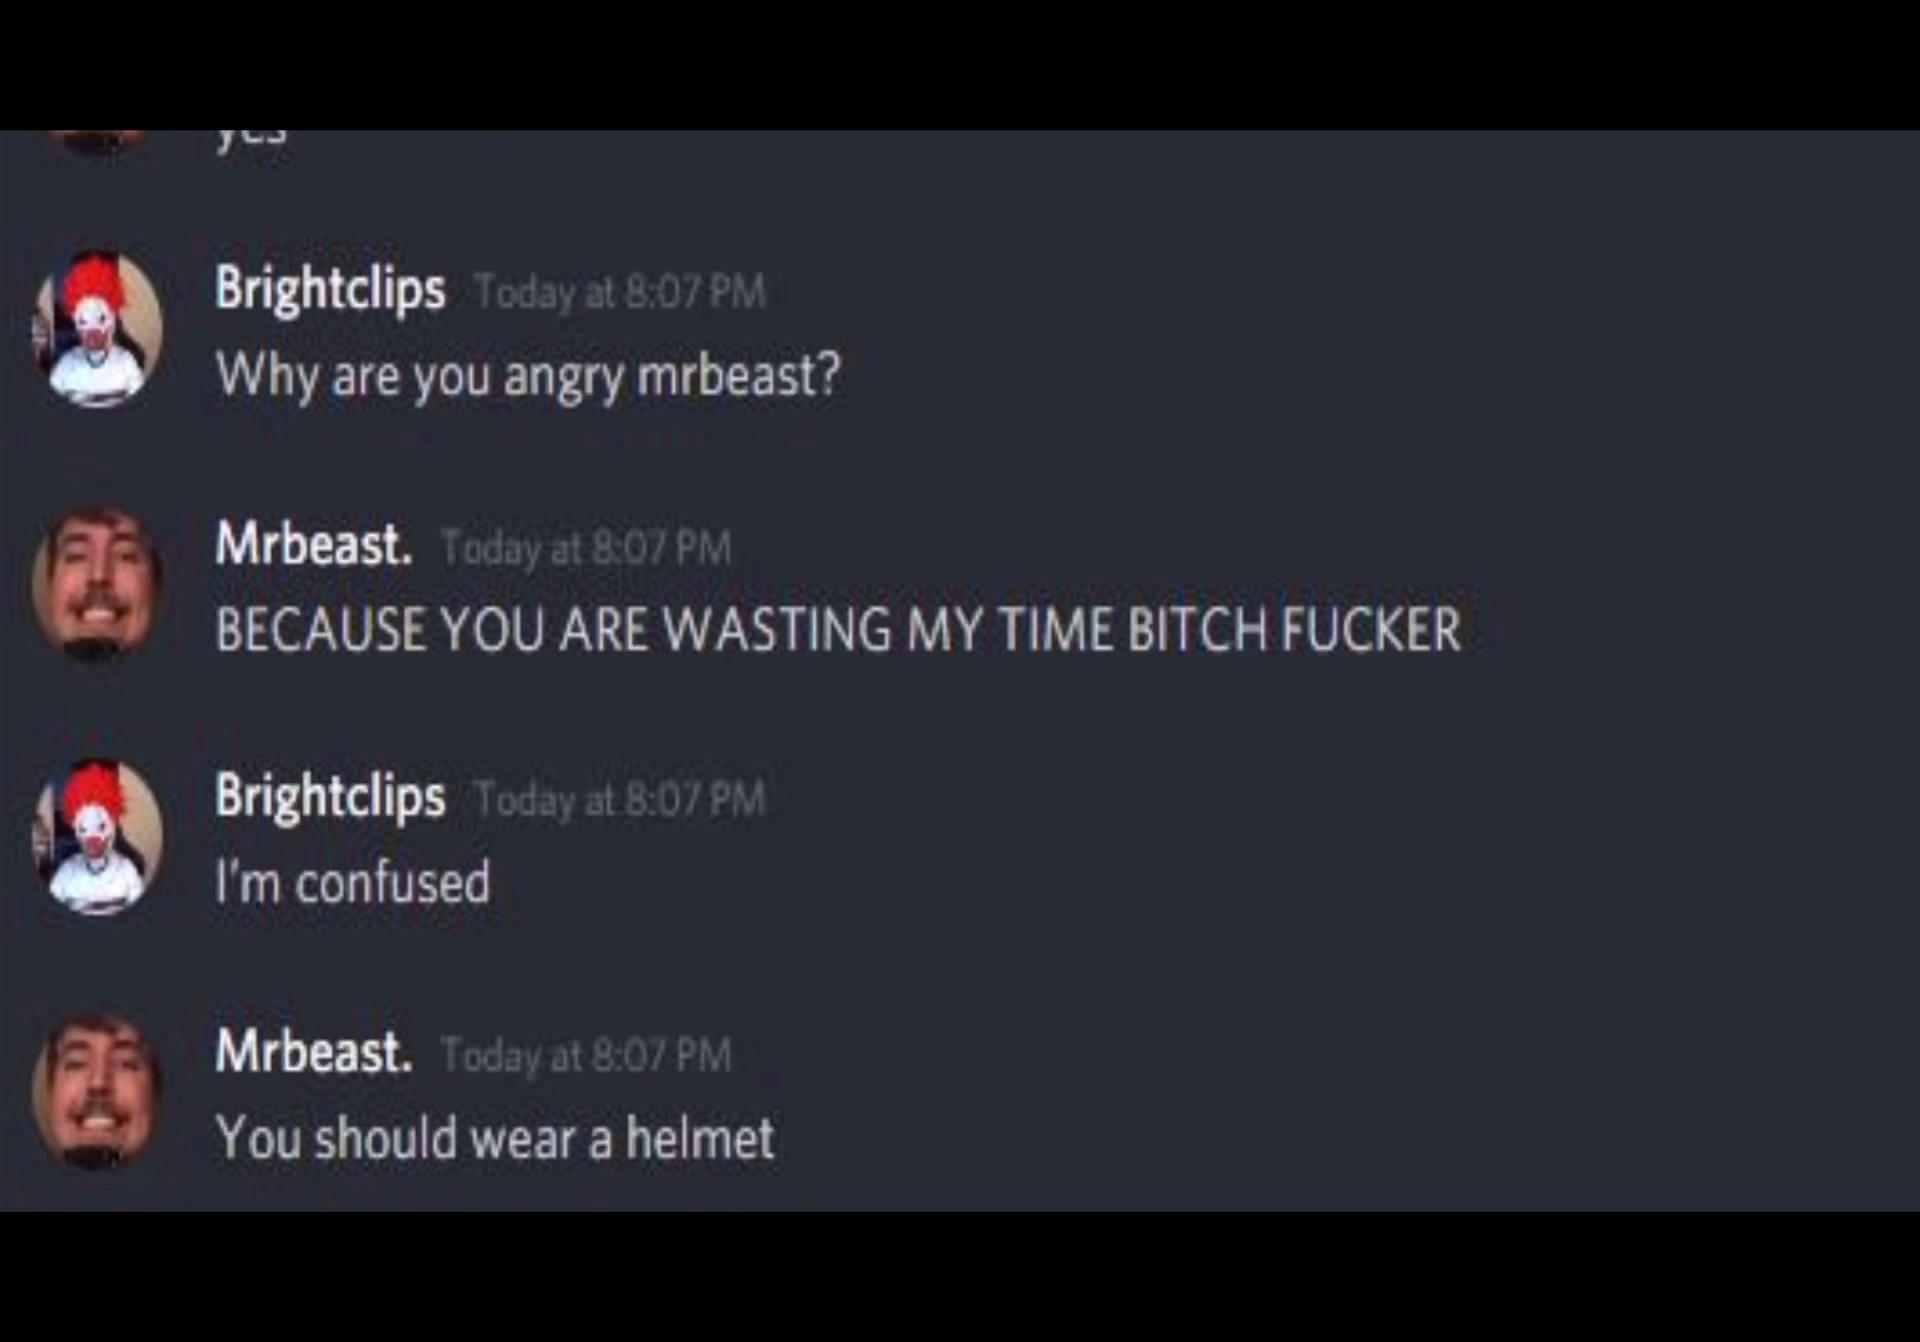 yes
Brightclips Today at 8:07 PM
Why are you angry mrbeast?
Mrbeast. Today at 8:07 PM
BECAUSE YOU ARE WASTING MY TIME BITCH FUCKER
Brightclips Today at 8:07 PM
I'm confused
Mrbeast. Today at 8:07 PM
You should wear a helmet